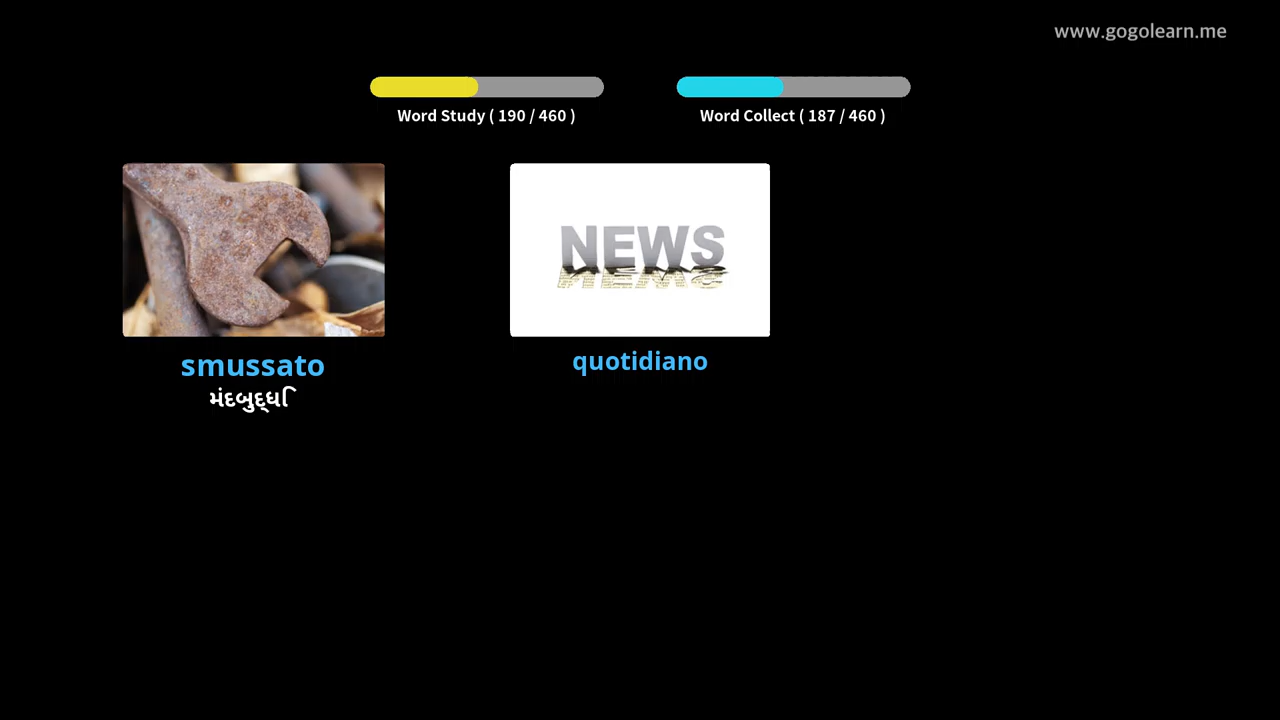 www.gogolearn.me
Word Study ( 190 / 460 )
Word Collect ( 187 / 460 )
NEWS
smussato
quotidiano
મંદબુદ્ધિ